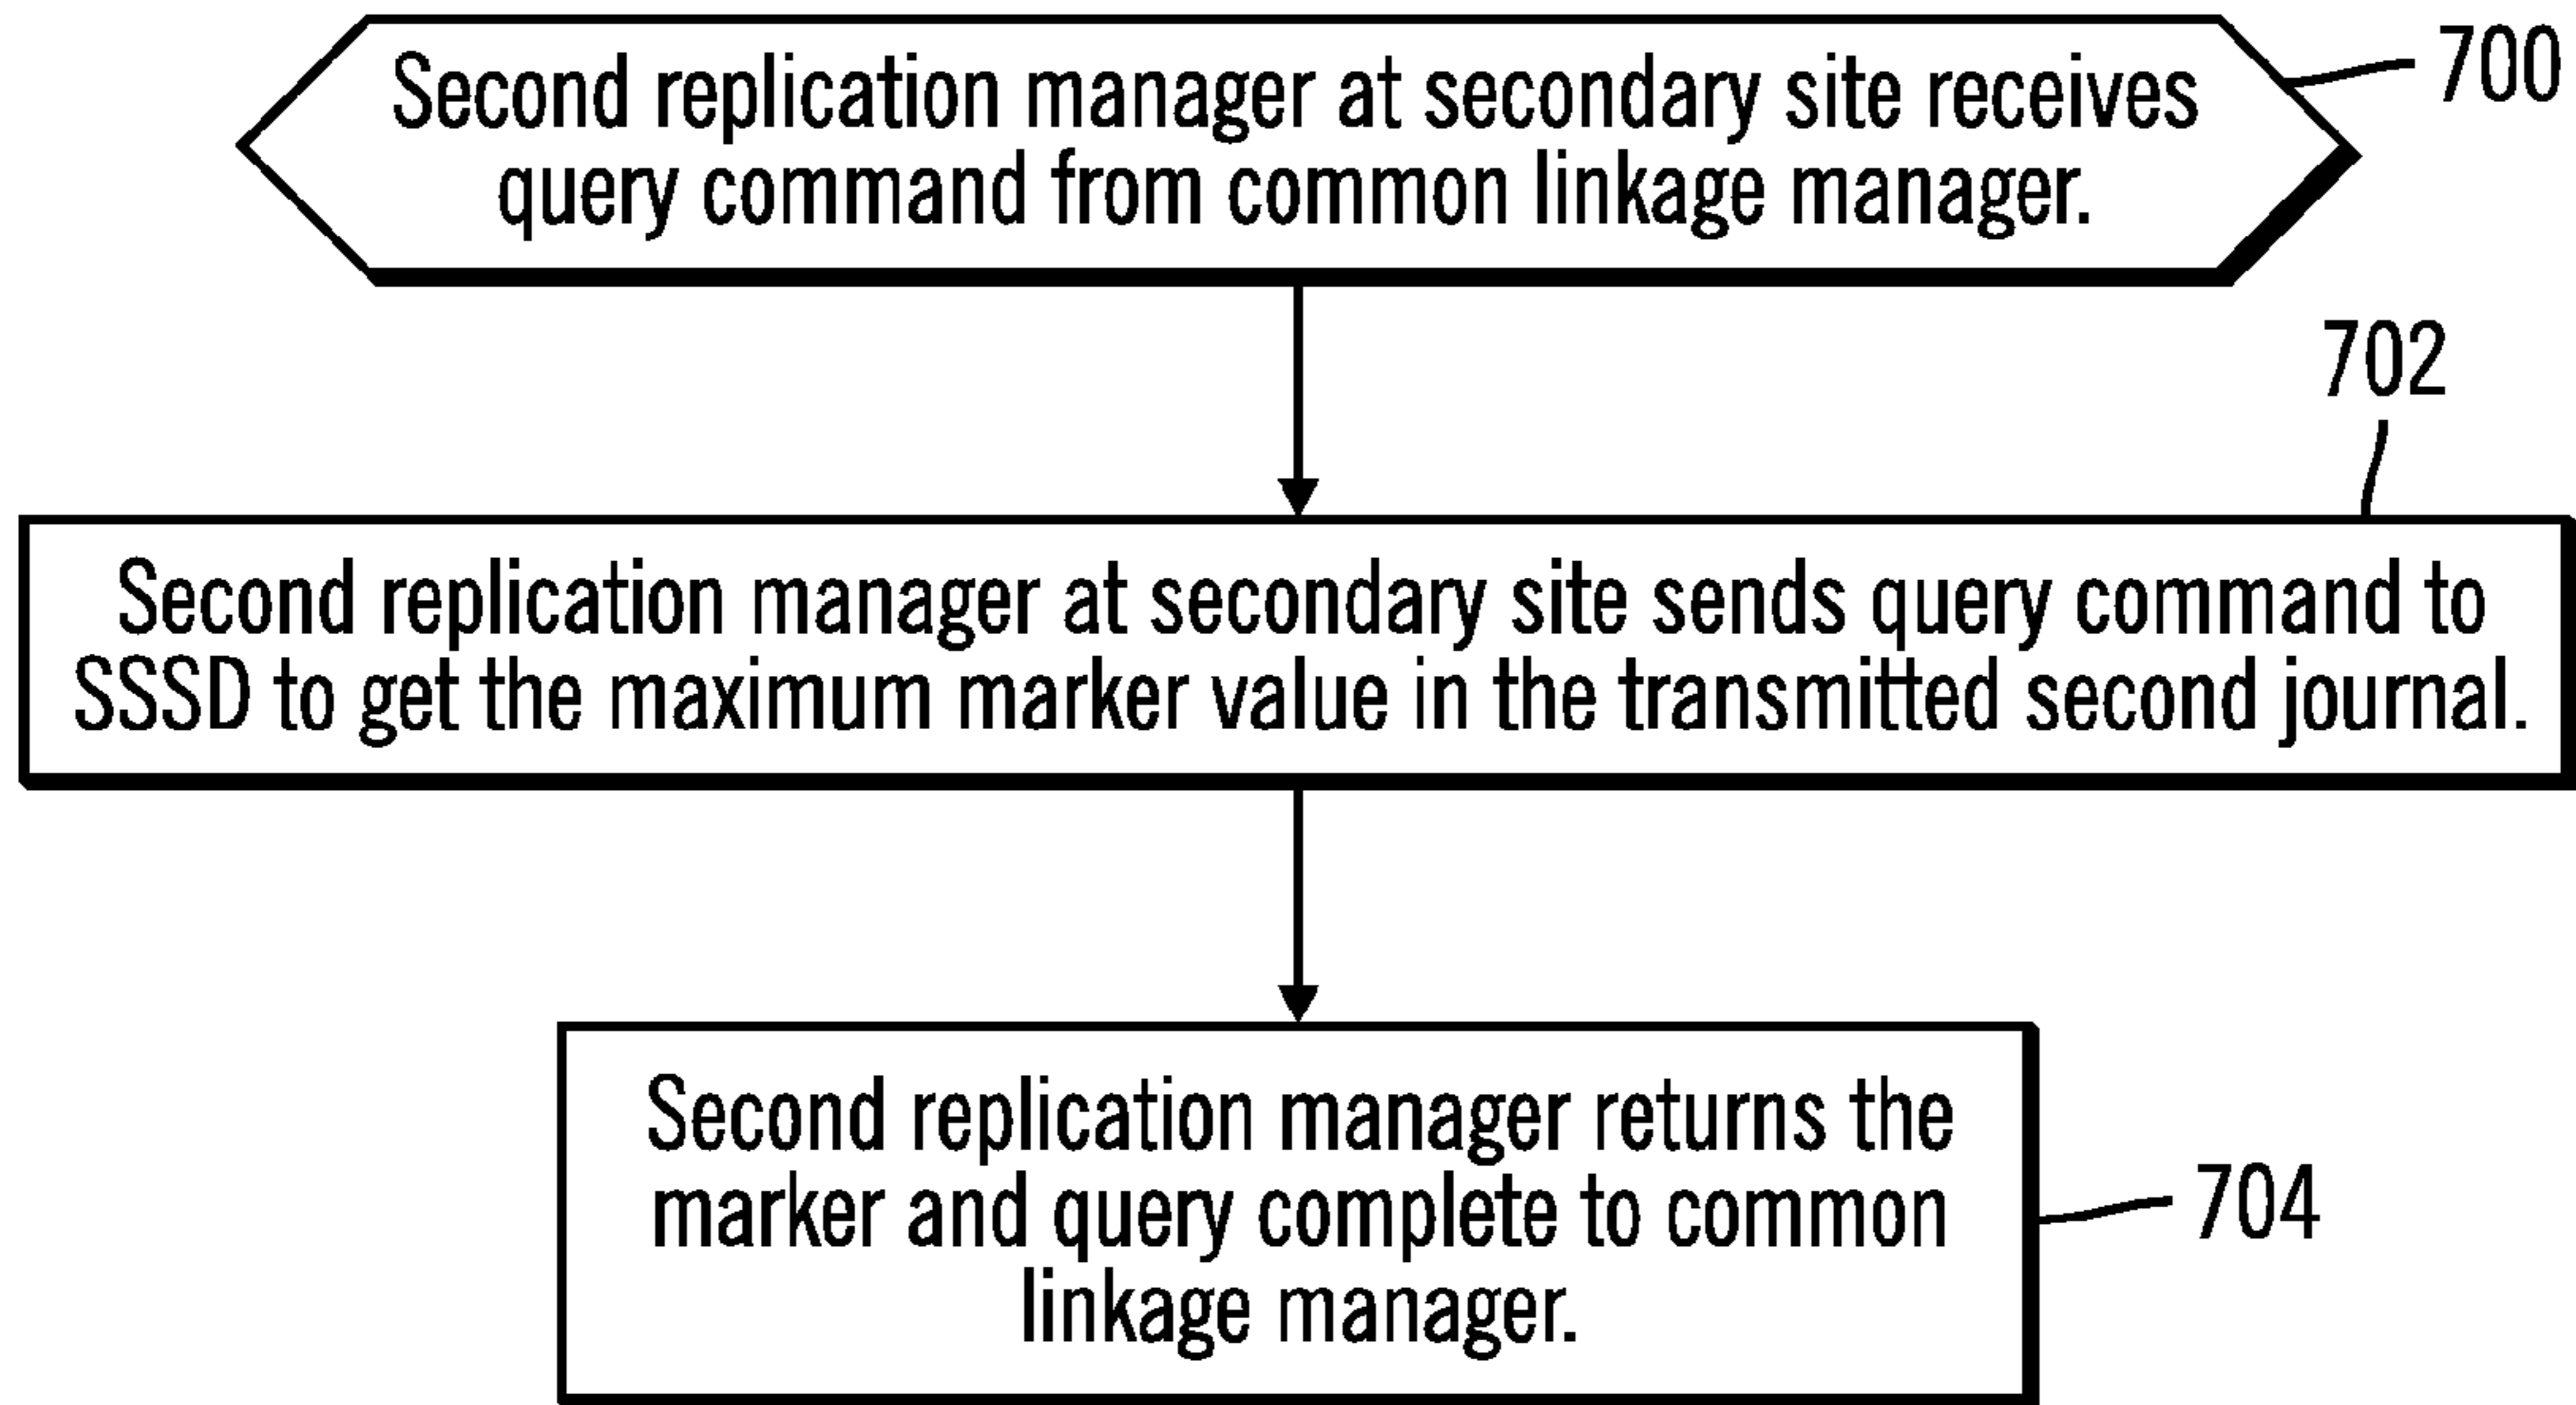 Second replication manager at secondary site receives
query command from common linkage manager.
700
702
Second replication manager at secondary site sends query command to
SSSD to get the maximum marker value in the transmitted second journal.
Second replication manager returns the
marker and query complete to common
linkage manager.
704